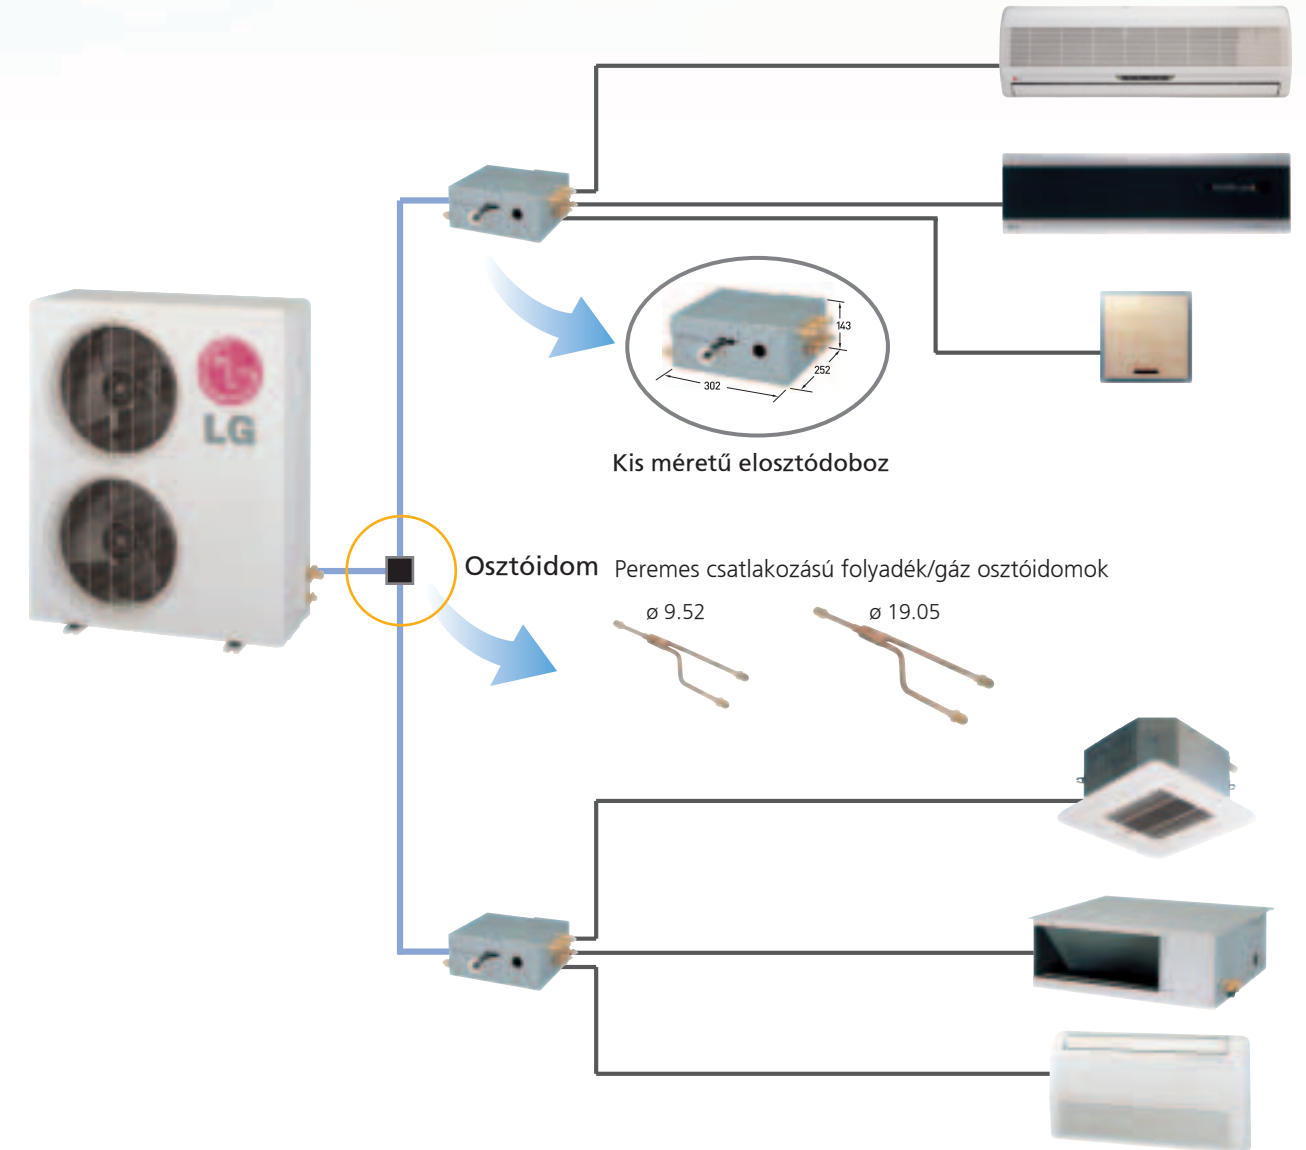 LG
143
252
302
Kis méretű elosztódoboz
Osztóidom Peremes csatlakozású folyadék/gáz osztóidomok
ø 9.52 ø 19.05